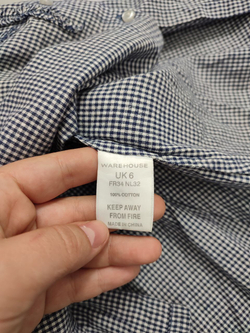 WAREHOUSE
UK 6
FR34 NL32
100% COTTON
KEEP AWAY
FROM FIRE
MADE IN CHINA